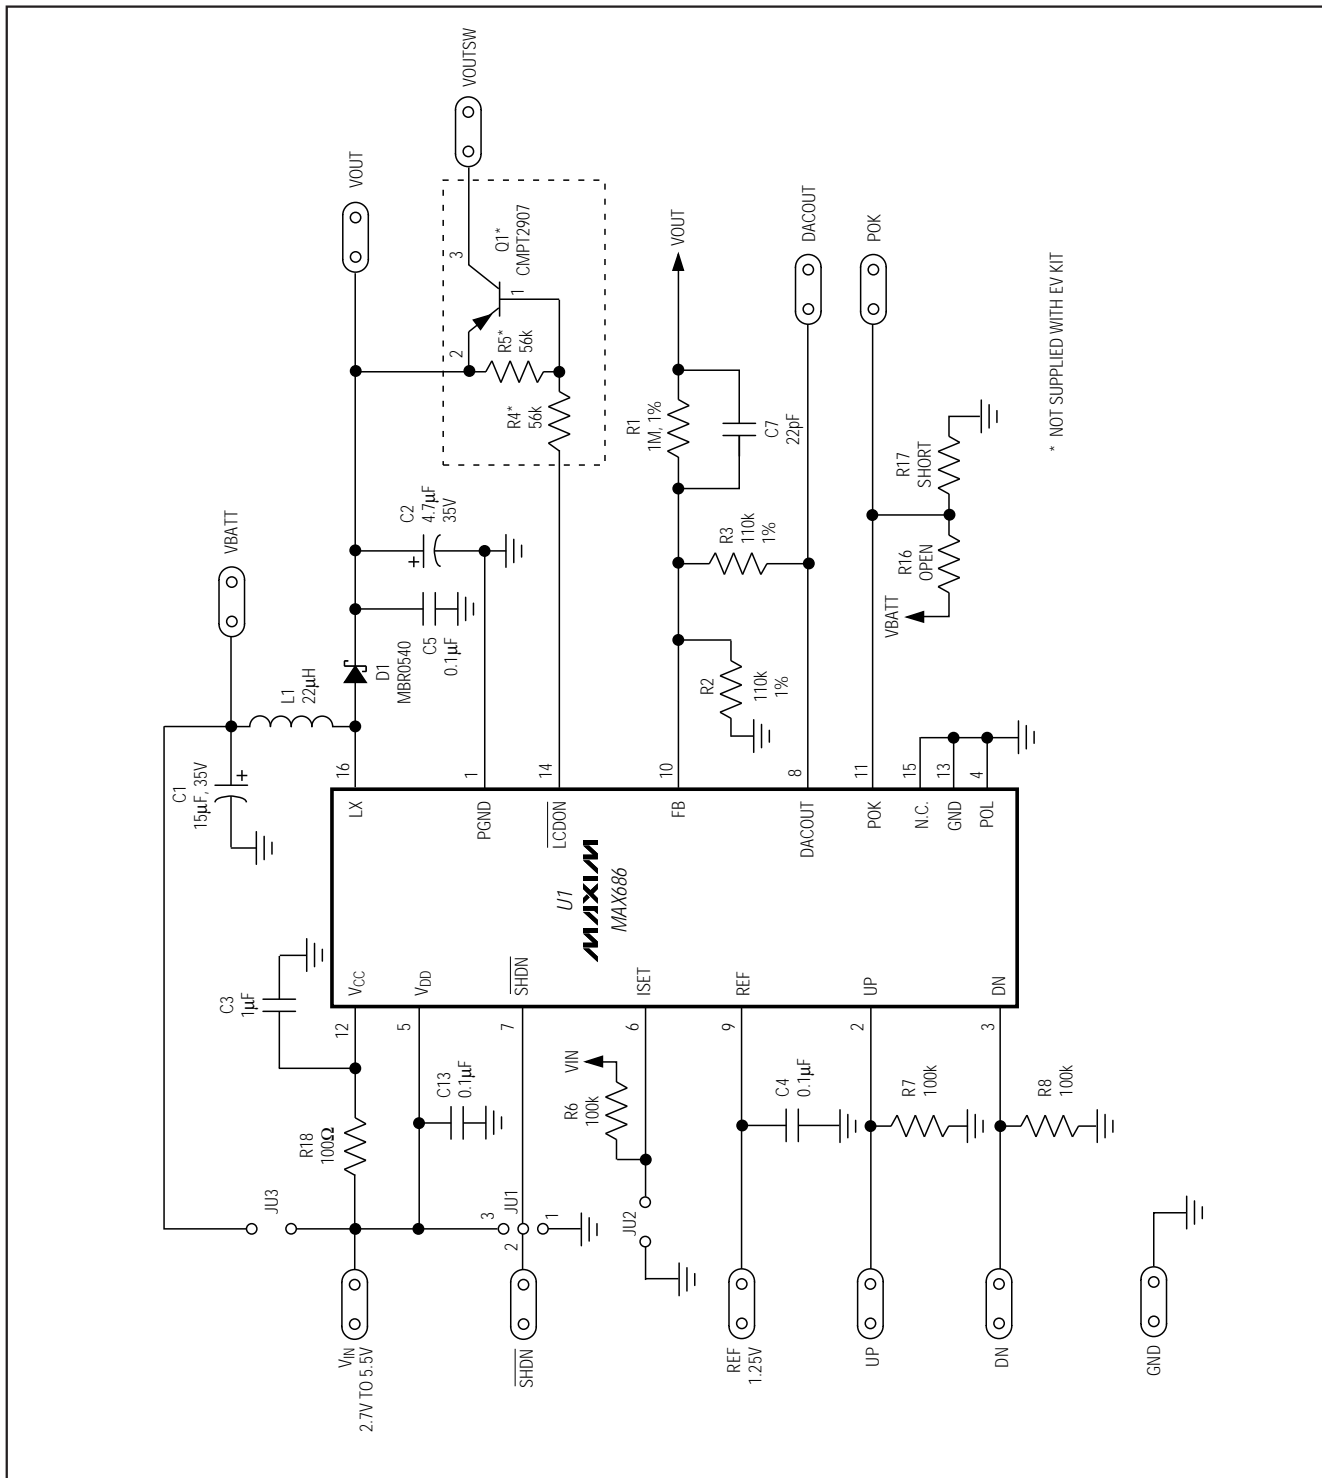 VOUTSW
VOUT
3
Q1*
CMPT2907
1
2
R5*
56k
R4*
56k
VBATT
C2
4.7µF
35V
+
C5
0.1µF
D1
MBR0540
L1
22µH
C1
15µF, 35V
+
VOUT
R1
1M, 1%
C7
22pF
R3
110k
1%
R2
110k
1%
DACOUT
POK
R17
SHORT
R16
OPEN
VBATT
* NOT SUPPLIED WITH EV KIT
16
1
14
10
8
11
15
13
4
LX
PGND
LCDON
FB
DACOUT
POK
N.C.
GND
POL
U1
MAXIM
MAX686
VCC
VDD
SHDN
ISET
REF
UP
DN
12
5
7
6
9
2
3
C3
1µF
R18
100Ω
C13
0.1µF
VIN
R6
100k
C4
0.1µF
R7
100k
R8
100k
JU3
3
JU1
2
1
JU2
VIN
2.7V TO 5.5V
SHDN
REF
1.25V
UP
DN
GND